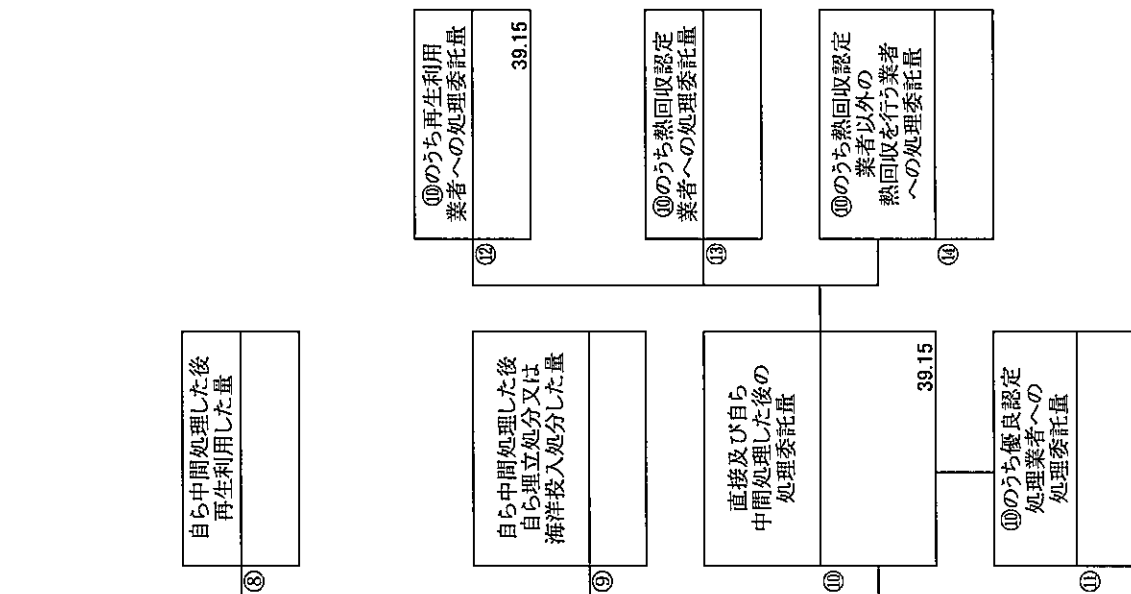 ⑧
自ら中間処理した後
再生利用した量
⑨
自ら中間処理した後
自ら埋立処分又は
海洋投入処分した量
⑩
直接及び自ら
中間処理した後の
処理委託量
39.15
⑪
⑩のうち優良認定
処理業者への
処理委託量
⑫
⑩のうち再生利用
業者への処理委託量
39.15
⑬
⑩のうち熱回収認定
業者への処理委託量
⑭
⑩のうち熱回収認定
業者以外の
熱回収を行う業者
への処理委託量